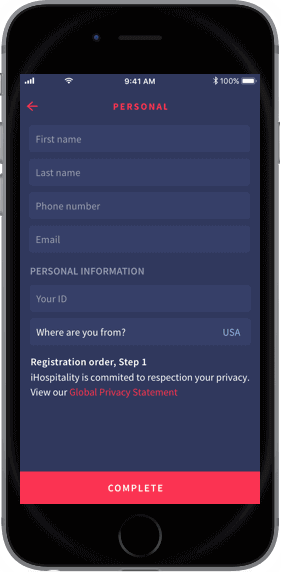 9:41 AM
100%
PERSONAL
First name
Last name
Phone number
Email
PERSONAL INFORMATION
Your ID
Where are you from? USA
Registration order, Step 1
iHospitality is commited to respection your privacy.
View our Global Privacy Statement
COMPLETE